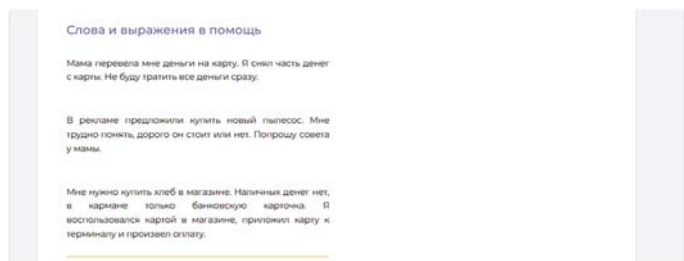 Слова и выражения в помощь
Мама перевела мне деньги на карту. Я снял часть денег
с карты. Не буду тратить все деньги сразу.
В рекламе предложили купить новый пылесос. Мне
трудно понять, дорого он стоит или нет. Попрошу совета
у мамы.
Мне нужно купить хлеб в магазине. Наличных денег нет,
в кармане только банковскую карточка. Я
воспользовался картой в магазине, приложил карту к
терминалу и произвел оплату.